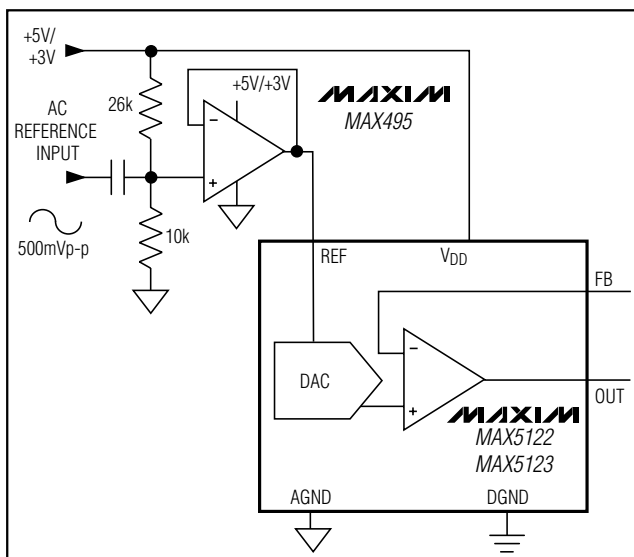 +5V/
+3V
26k
+5V/+3V
MAXIM
MAX495
AC
REFERENCE
INPUT
500mVp-p
10k
REF
VDD
FB
DAC
OUT
MAXIM
MAX5122
MAX5123
AGND
DGND
−
+
−
+